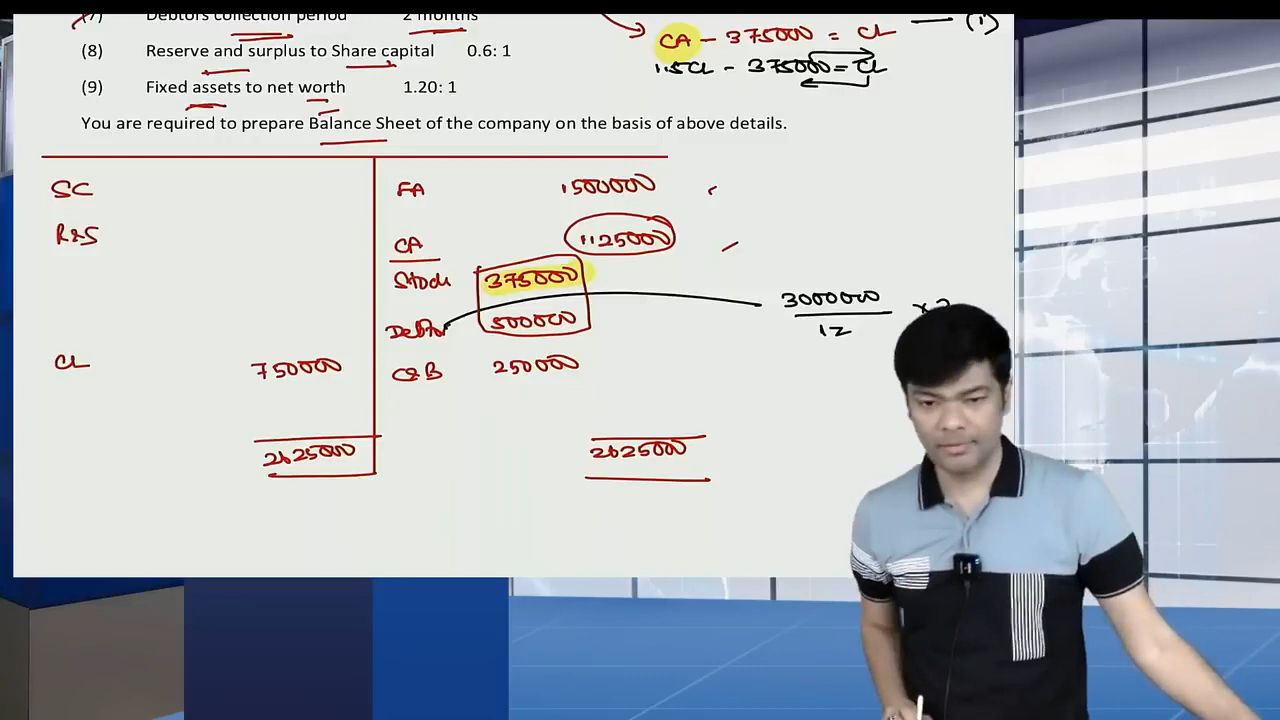 (7) Debtors collection period 2 months
(8) Reserve and surplus to Share capital 0.6: 1
(9) Fixed assets to net worth 1.20: 1
You are required to prepare Balance Sheet of the company on the basis of above details.
(1)
CA - 375000 = CL
1.5CL - 375000 = CL
SC FA 1500000
R&S CA 1125000
Stock 375000
Debtor 500000
3000000
12
CL 750000 C&B 250000
2625000 2625000